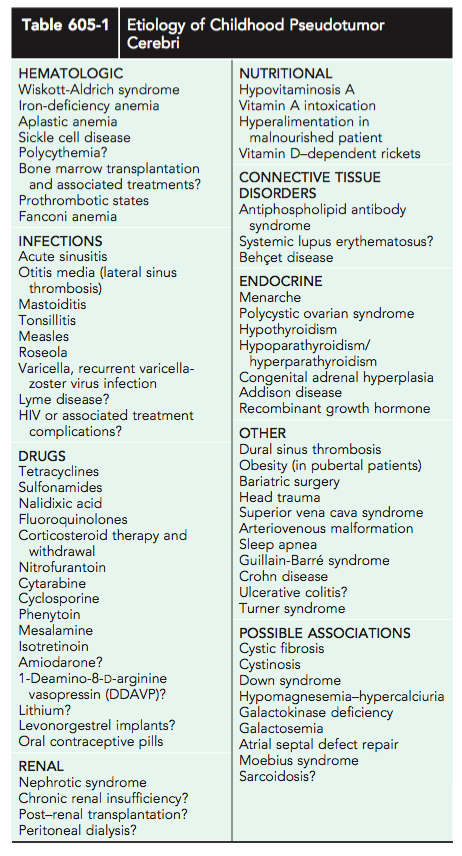 Table 605-1
Etiology of Childhood Pseudotumor
Cerebri
HEMATOLOGIC
Wiskott-Aldrich syndrome
Iron-deficiency anemia
Aplastic anemia
Sickle cell disease
Polycythemia?
Bone marrow transplantation
and associated treatments?
Prothrombotic states
Fanconi anemia
INFECTIONS
Acute sinusitis
Otitis media (lateral sinus
thrombosis)
Mastoiditis
Tonsillitis
Measles
Roseola
Varicella, recurrent varicella-
zoster virus infection
Lyme disease?
HIV or associated treatment
complications?
DRUGS
Tetracyclines
Sulfonamides
Nalidixic acid
Fluoroquinolones
Corticosteroid therapy and
withdrawal
Nitrofurantoin
Cytarabine
Cyclosporine
Phenytoin
Mesalamine
Isotretinoin
Amiodarone?
1-Deamino-8-D-arginine
vasopressin (DDAVP)?
Lithium?
Levonorgestrel implants?
Oral contraceptive pills
RENAL
Nephrotic syndrome
Chronic renal insufficiency?
Post–renal transplantation?
Peritoneal dialysis?
NUTRITIONAL
Hypovitaminosis A
Vitamin A intoxication
Hyperalimentation in
malnourished patient
Vitamin D–dependent rickets
CONNECTIVE TISSUE
DISORDERS
Antiphospholipid antibody
syndrome
Systemic lupus erythematosus?
Behçet disease
ENDOCRINE
Menarche
Polycystic ovarian syndrome
Hypothyroidism
Hypoparathyroidism/
hyperparathyroidism
Congenital adrenal hyperplasia
Addison disease
Recombinant growth hormone
OTHER
Dural sinus thrombosis
Obesity (in pubertal patients)
Bariatric surgery
Head trauma
Superior vena cava syndrome
Arteriovenous malformation
Sleep apnea
Guillain-Barré syndrome
Crohn disease
Ulcerative colitis?
Turner syndrome
POSSIBLE ASSOCIATIONS
Cystic fibrosis
Cystinosis
Down syndrome
Hypomagnesemia–hypercalciuria
Galactokinase deficiency
Galactosemia
Atrial septal defect repair
Moebius syndrome
Sarcoidosis?